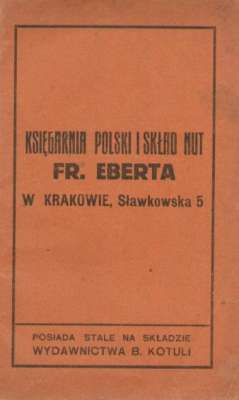 KSIĘGARNIA POLSKI I SKŁAD NUT
FR. EBERTA
W KRAKOWIE, Sławkowska 5
POSIADA STALE NA SKŁADZIE
WYDAWNICTWA B. KOTULI